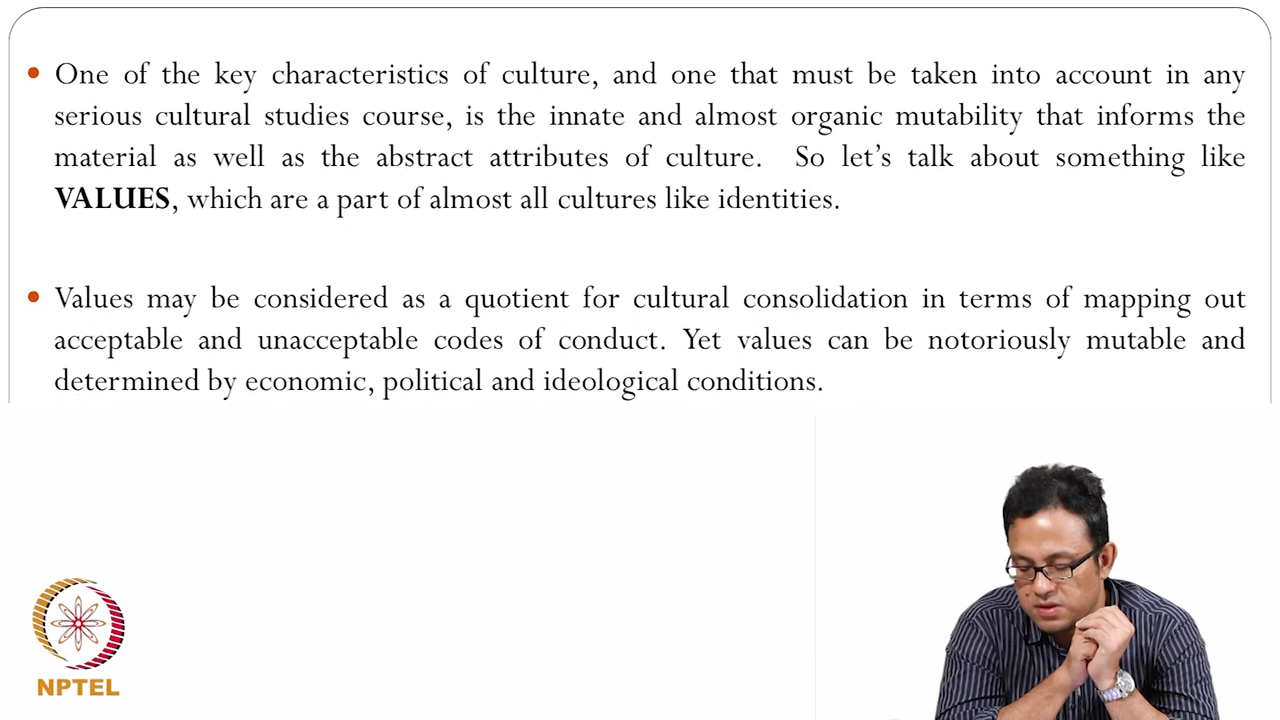 One of the key characteristics of culture, and one that must be taken into account in any
serious cultural studies course, is the innate and almost organic mutability that informs the
material as well as the abstract attributes of culture. So let's talk about something like
VALUES, which are a part of almost all cultures like identities.
Values may be considered as a quotient for cultural consolidation in terms of mapping out
acceptable and unacceptable codes of conduct. Yet values can be notoriously mutable and
determined by economic, political and ideological conditions.
NPTEL